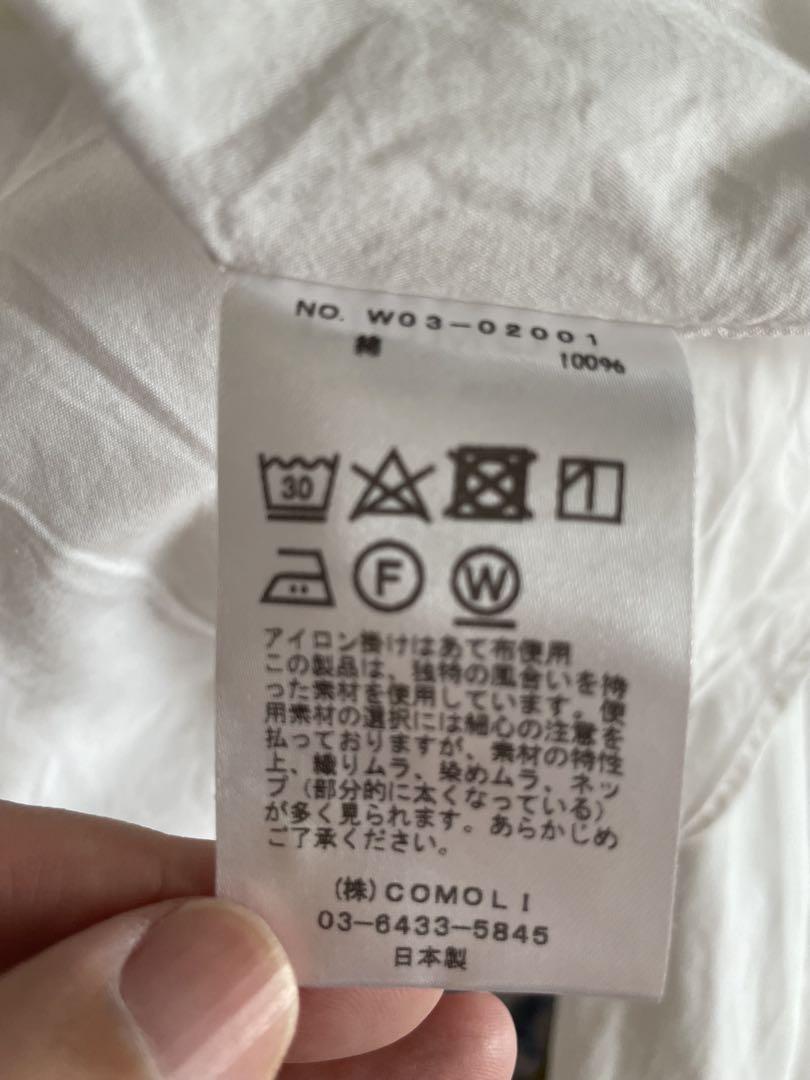 NO. W03-02001
綿 100%
30
F W
アイロン掛けはあて布使用
この製品は、独特の風合いを持
った素材を使用しています。使
用素材の選択には細心の注意を
払っておりますが、素材の特性
上、織りムラ、染めムラ、ネッ
プ(部分的に太くなっている)
が多く見られます。あらかじめ
ご了承ください。
(株)COMOLI
03-6433-5845
日本製